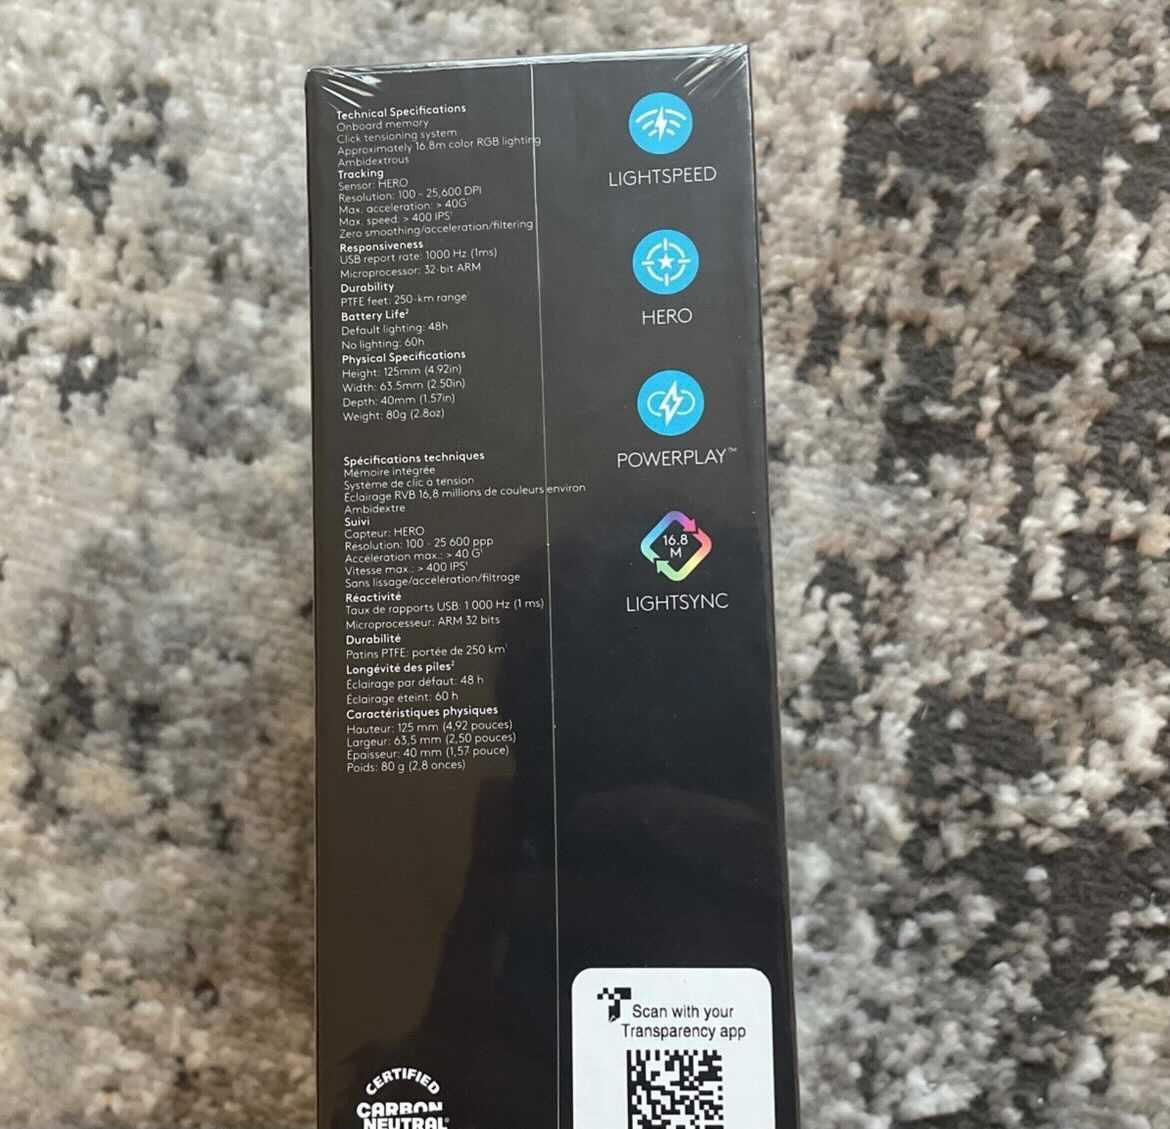 Technical Specifications
Onboard memory
Click tensioning system
Approximately 16.8m color RGB lighting
Ambidextrous
Tracking
Sensor: HERO
Resolution: 100 - 25,600 DPI
Max. acceleration: > 40G¹
Max. speed: > 400 IPS¹
Zero smoothing/acceleration/filtering
Responsiveness
USB report rate: 1000 Hz (1ms)
Microprocessor: 32-bit ARM
Durability
PTFE feet: 250-km range¹
Battery Life²
Default lighting: 48h
No lighting: 60h
Physical Specifications
Height: 125mm (4.92in)
Width: 63.5mm (2.50in)
Depth: 40mm (1.57in)
Weight: 80g (2.8oz)
Spécifications techniques
Mémoire intégrée
Système de clic à tension
Éclairage RVB 16,8 millions de couleurs environ
Ambidextre
Suivi
Capteur: HERO
Resolution: 100 - 25 600 ppp
Accélération max.: > 40 G¹
Vitesse max.: > 400 IPS¹
Sans lissage/accélération/filtrage
Réactivité
Taux de rapports USB: 1 000 Hz (1 ms)
Microprocesseur: ARM 32 bits
Durabilité
Patins PTFE: portée de 250 km¹
Longévité des piles²
Éclairage par défaut: 48 h
Éclairage éteint: 60 h
Caractéristiques physiques
Hauteur: 125 mm (4,92 pouces)
Largeur: 63,5 mm (2,50 pouces)
Épaisseur: 40 mm (1,57 pouce)
Poids: 80 g (2,8 onces)
LIGHTSPEED
HERO
POWERPLAY™
16.8
M
LIGHTSYNC
Scan with your
Transparency app
CERTIFIED
CARBON
NEUTRAL®